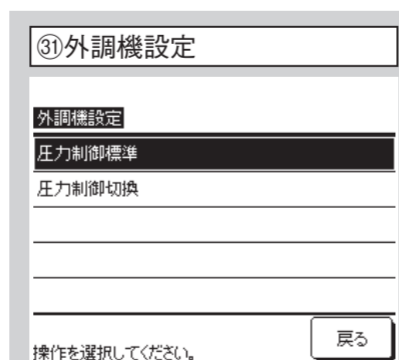 ㉛外調機設定
外調機設定
圧力制御標準
圧力制御切換
戻る
操作を選択してください。